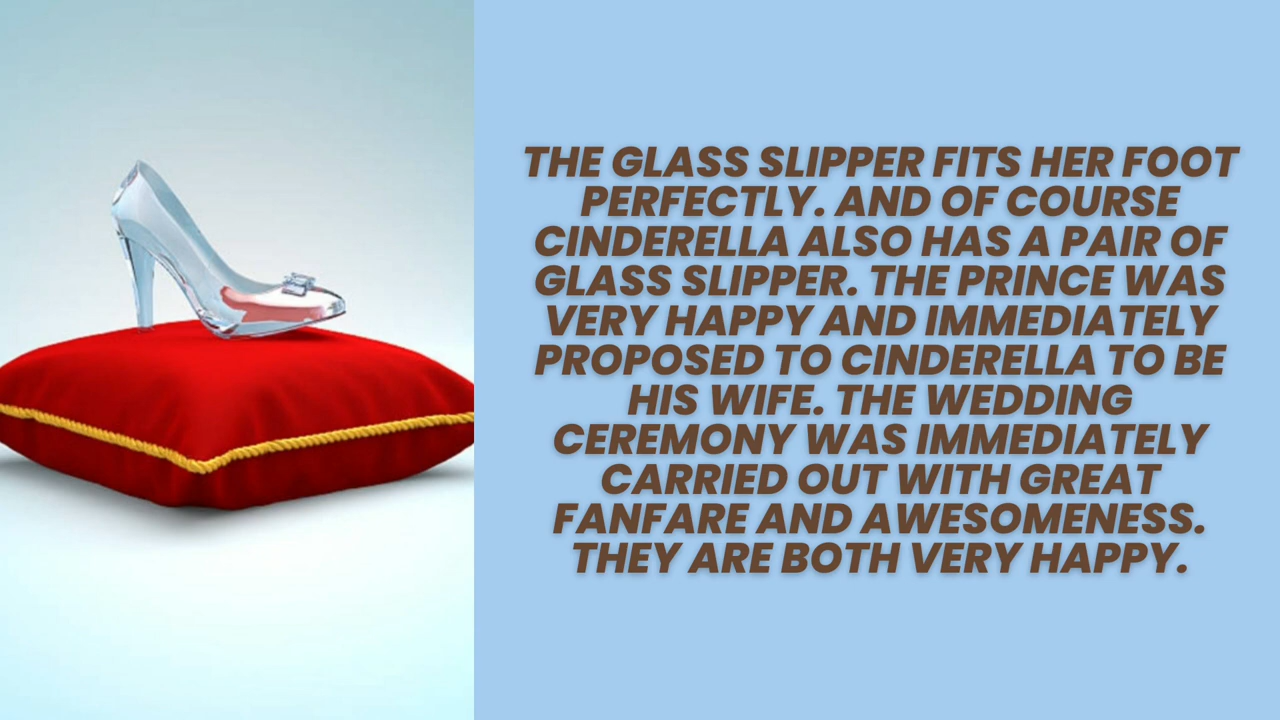 THE GLASS SLIPPER FITS HER FOOT
PERFECTLY. AND OF COURSE
CINDERELLA ALSO HAS A PAIR OF
GLASS SLIPPER. THE PRINCE WAS
VERY HAPPY AND IMMEDIATELY
PROPOSED TO CINDERELLA TO BE
HIS WIFE. THE WEDDING
CEREMONY WAS IMMEDIATELY
CARRIED OUT WITH GREAT
FANFARE AND AWESOMENESS.
THEY ARE BOTH VERY HAPPY.